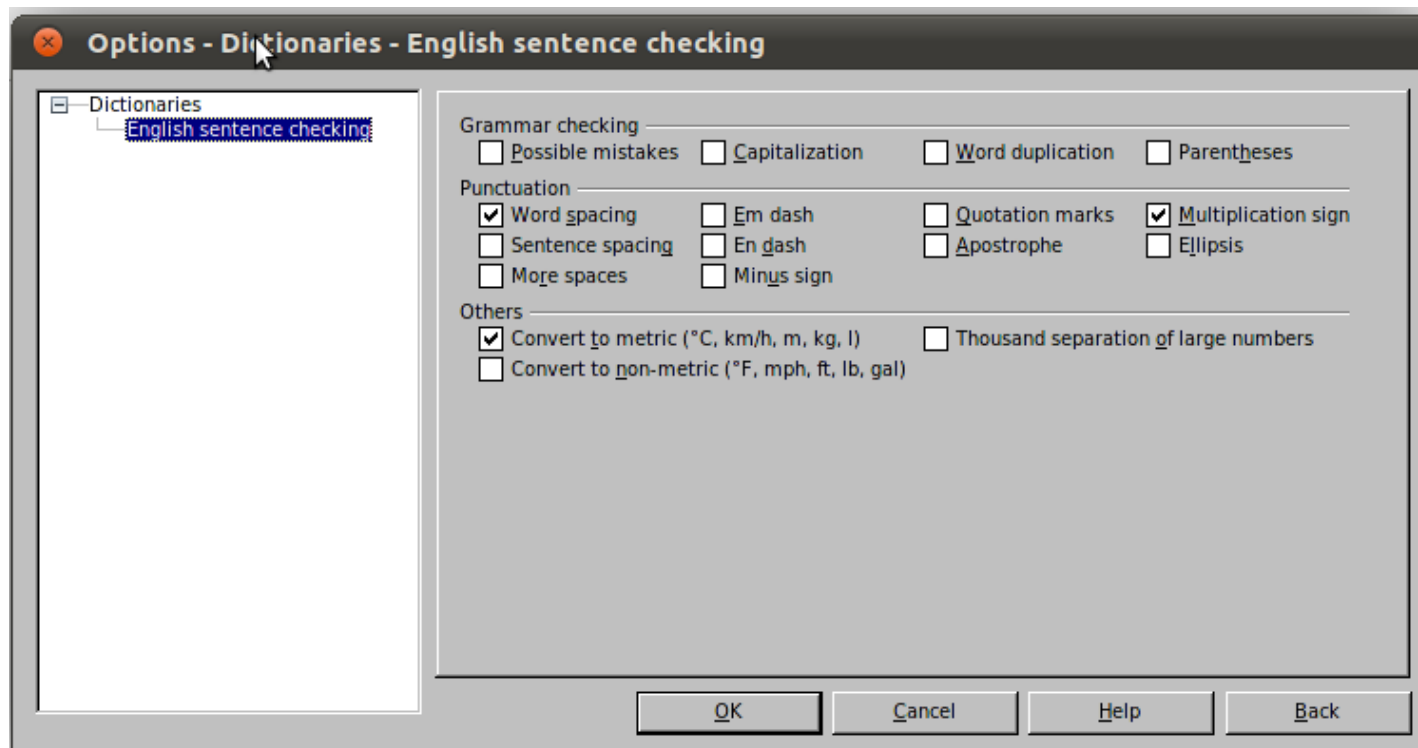 Options - Dictionaries - English sentence checking
Dictionaries
English sentence checking
Grammar checking
Possible mistakes Capitalization Word duplication Parentheses
Punctuation
Word spacing Em dash Quotation marks Multiplication sign
Sentence spacing En dash Apostrophe Ellipsis
More spaces Minus sign
Others
Convert to metric (°C, km/h, m, kg, l) Thousand separation of large numbers
Convert to non-metric (°F, mph, ft, lb, gal)
OK Cancel Help Back